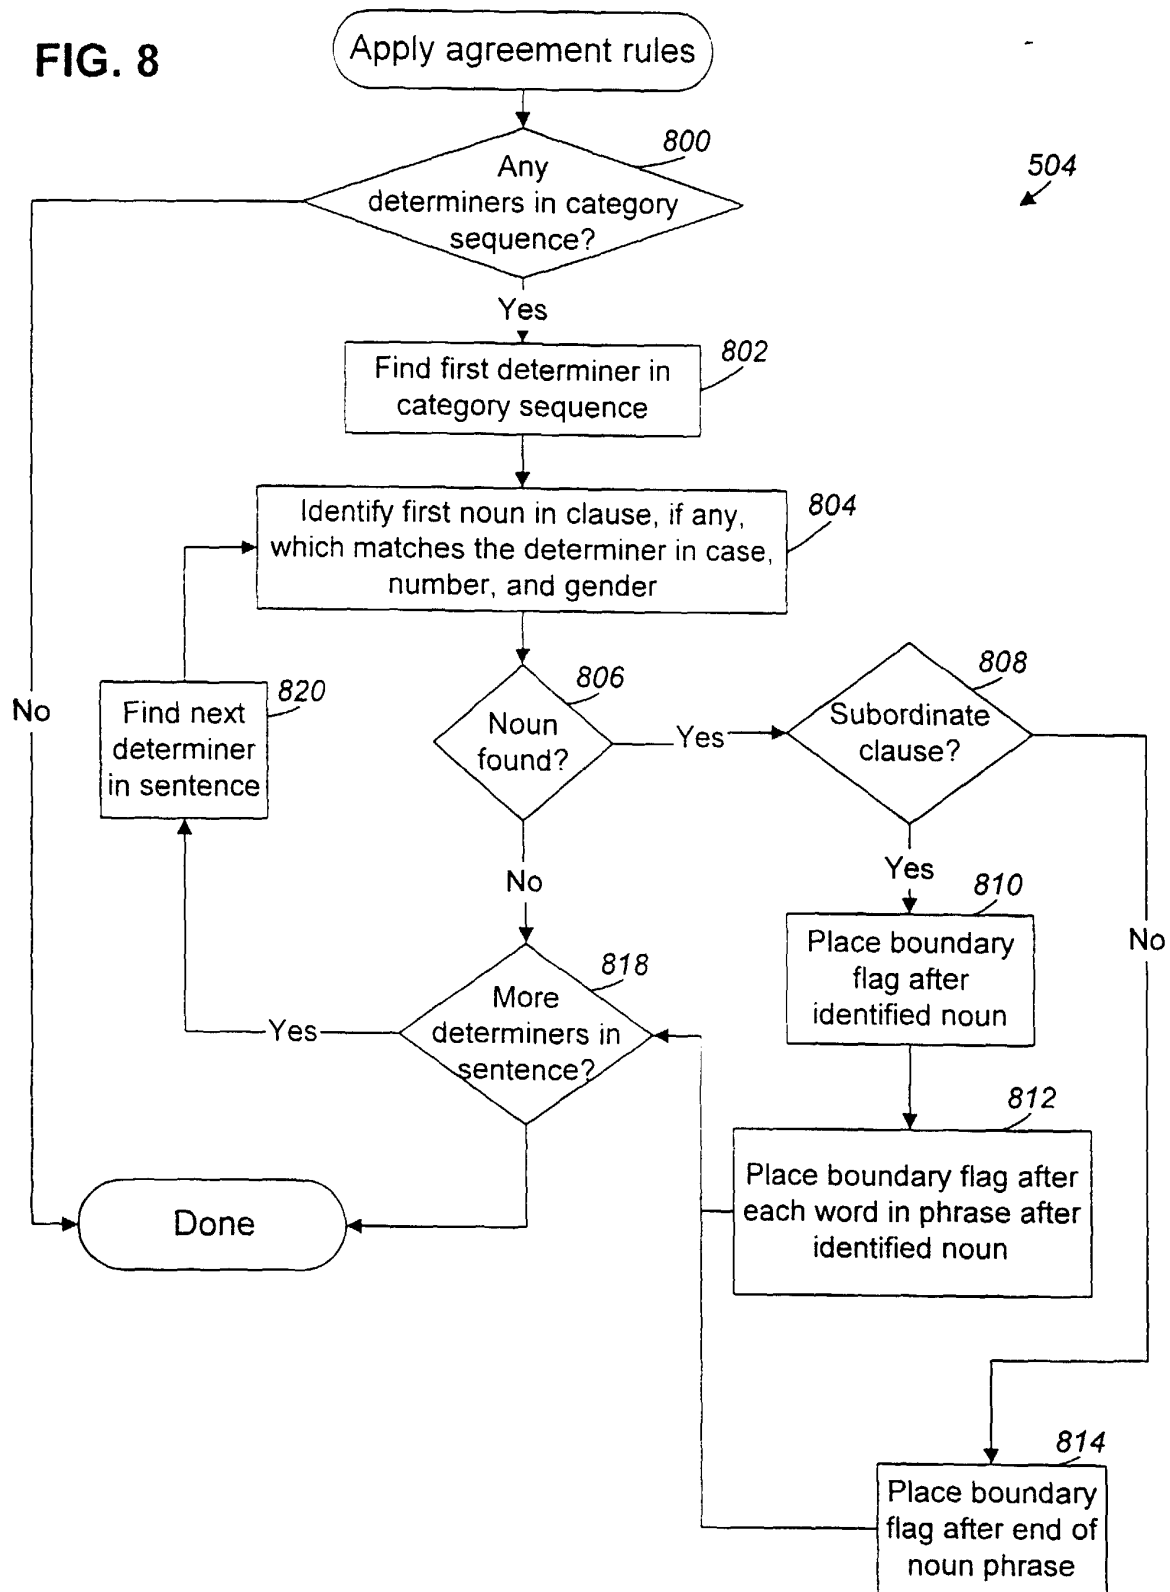 FIG. 8
Apply agreement rules
800
Any
determiners in category
sequence?
504
Yes
802
Find first determiner in
category sequence
804
Identify first noun in clause, if any,
which matches the determiner in case,
number, and gender
No
820
Find next
determiner
in sentence
806
Noun
found?
Yes
808
Subordinate
clause?
No
Yes
810
Place boundary
flag after
identified noun
No
818
More
determiners in
sentence?
Yes
812
Place boundary flag after
each word in phrase after
identified noun
Done
814
Place boundary
flag after end of
noun phrase